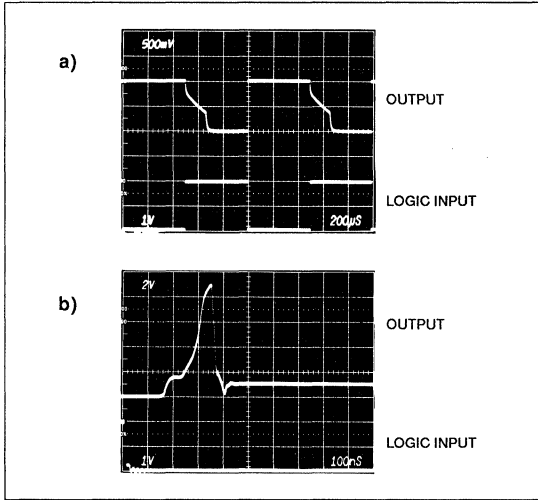 500mV
a)
OUTPUT
LOGIC INPUT
1V 200µS
2V
b)
OUTPUT
LOGIC INPUT
1V 100nS